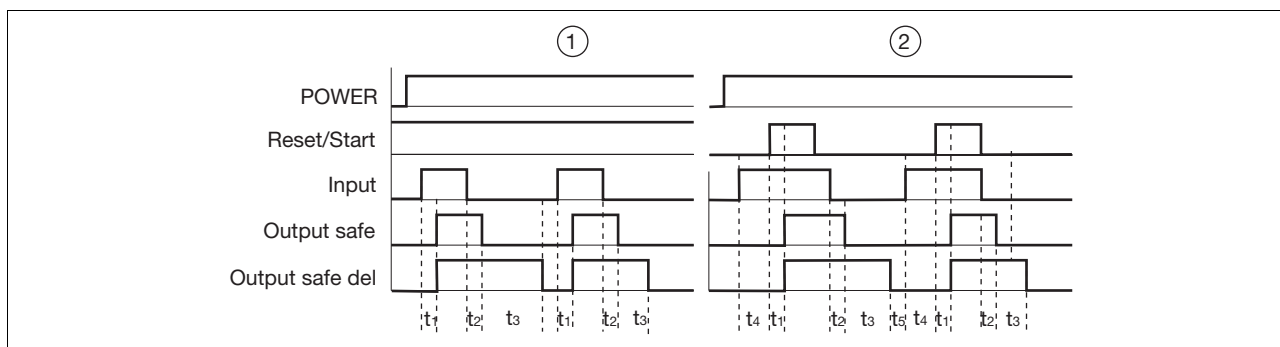 ① ②
POWER
Reset/Start
Input
Output safe
Output safe del
t1 t2 t3 t1 t2 t3 t4 t1 t2 t3 t5 t4 t1 t2 t3